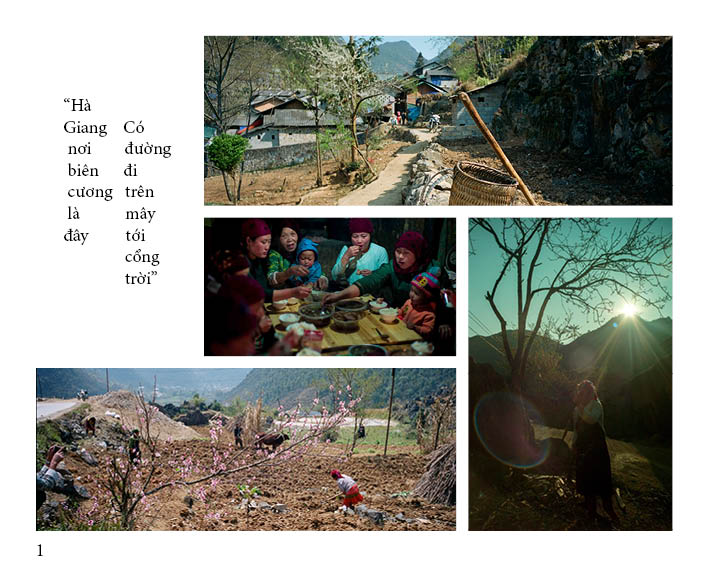 “Hà
Giang
nơi
biên
cương
là
đây
Có
đường
đi
trên
mây
tới
cổng
trời”
1